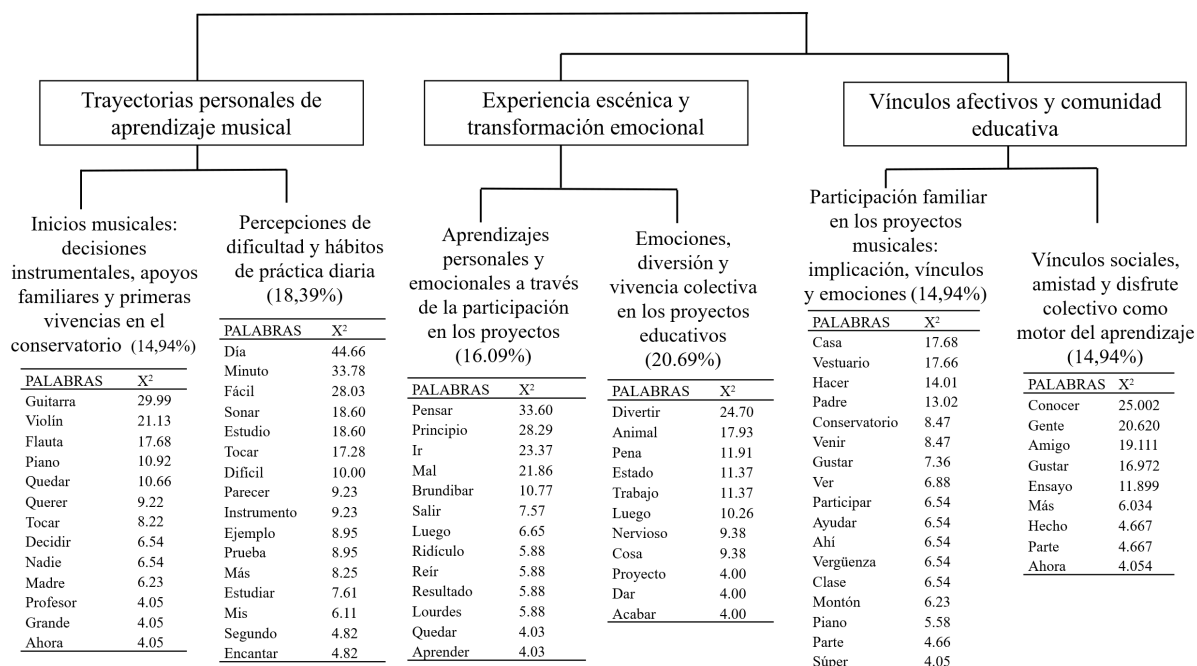 Trayectorias personales de
aprendizaje musical
Experiencia escénica y
transformación emocional
Vínculos afectivos y comunidad
educativa
Inicios musicales:
decisiones
instrumentales, apoyos
familiares y primeras
vivencias en el
conservatorio (14,94%)
PALABRAS X²
Guitarra 29.99
Violín 21.13
Flauta 17.68
Piano 10.92
Quedar 10.66
Querer 9.22
Tocar 8.22
Decidir 6.54
Nadie 6.54
Madre 6.23
Profesor 4.05
Grande 4.05
Ahora 4.05
Percepciones de
dificultad y hábitos
de práctica diaria
(18,39%)
PALABRAS X²
Día 44.66
Minuto 33.78
Fácil 28.03
Sonar 18.60
Estudio 18.60
Tocar 17.28
Difícil 10.00
Parecer 9.23
Instrumento 9.23
Ejemplo 8.95
Prueba 8.95
Más 8.25
Estudiar 7.61
Mis 6.11
Segundo 4.82
Encantar 4.82
Aprendizajes
personales y
emocionales a través
de la participación
en los proyectos
(16.09%)
PALABRAS X²
Pensar 33.60
Principio 28.29
Ir 23.37
Mal 21.86
Brundibar 10.77
Salir 7.57
Luego 6.65
Ridículo 5.88
Reír 5.88
Resultado 5.88
Lourdes 5.88
Quedar 4.03
Aprender 4.03
Emociones,
diversión y
vivencia colectiva
en los proyectos
educativos
(20.69%)
PALABRAS X²
Divertir 24.70
Animal 17.93
Pena 11.91
Estado 11.37
Trabajo 11.37
Luego 10.26
Nervioso 9.38
Cosa 9.38
Proyecto 4.00
Dar 4.00
Acabar 4.00
Participación familiar
en los proyectos
musicales:
implicación, vínculos
y emociones (14,94%)
PALABRAS X²
Casa 17.68
Vestuario 17.66
Hacer 14.01
Padre 13.02
Conservatorio 8.47
Venir 8.47
Gustar 7.36
Ver 6.88
Participar 6.54
Ayudar 6.54
Ahí 6.54
Vergüenza 6.54
Clase 6.54
Montón 6.23
Piano 5.58
Parte 4.66
Súper 4.05
Vínculos sociales,
amistad y disfrute
colectivo como
motor del aprendizaje
(14,94%)
PALABRAS X²
Conocer 25.002
Gente 20.620
Amigo 19.111
Gustar 16.972
Ensayo 11.899
Más 6.034
Hecho 4.667
Parte 4.667
Ahora 4.054